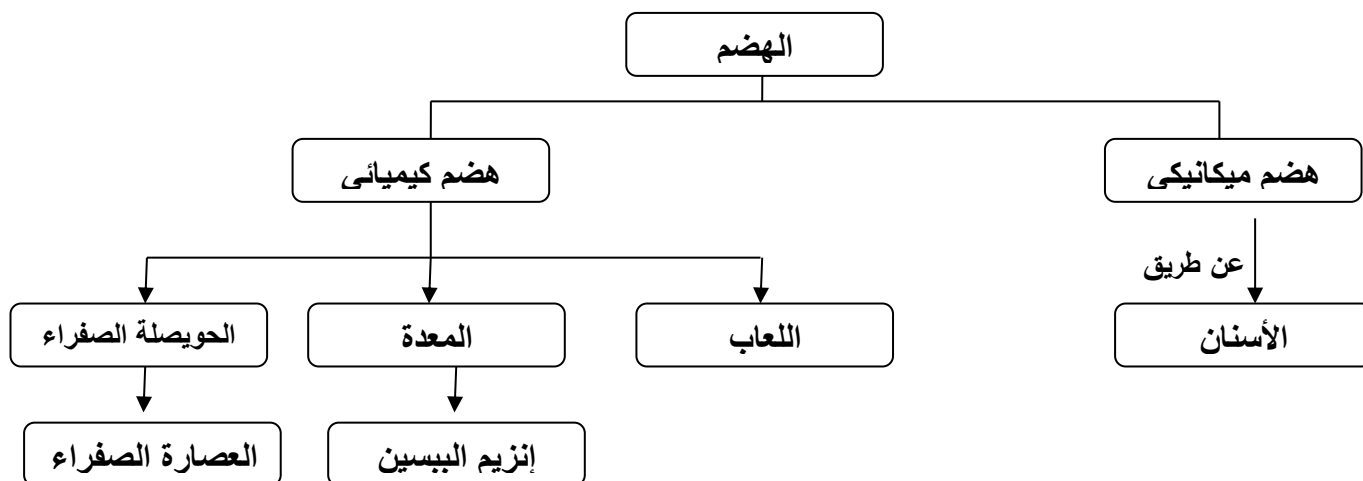 الهضم
هضم ميكانيكى
هضم كيميائى
عن طريق
الأسنان
اللعاب
المعدة
الحويصلة الصفراء
إنزيم الببسين
العصارة الصفراء